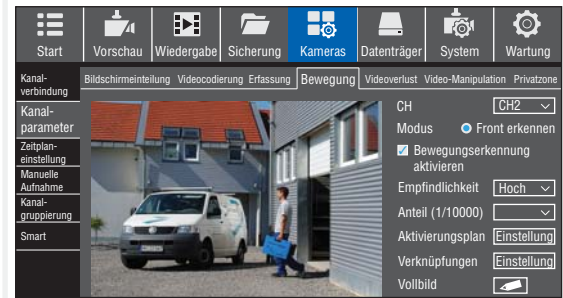 Start Vorschau Wiedergabe Sicherung Kameras Datenträger System Wartung
Bildschirmeinteilung Videocodierung Erfassung Bewegung Videoverlust Video-Manipulation Privatzone
Kanal-
verbindung
Kanal-
parameter
Zeitplan-
einstellung
Manuelle
Aufnahme
Kanal-
gruppierung
Smart
CH CH2
Modus Front erkennen
Bewegungserkennung
aktivieren
Empfindlichkeit Hoch
Anteil (1/10000)
Aktivierungsplan Einstellung
Verknüpfungen Einstellung
Vollbild